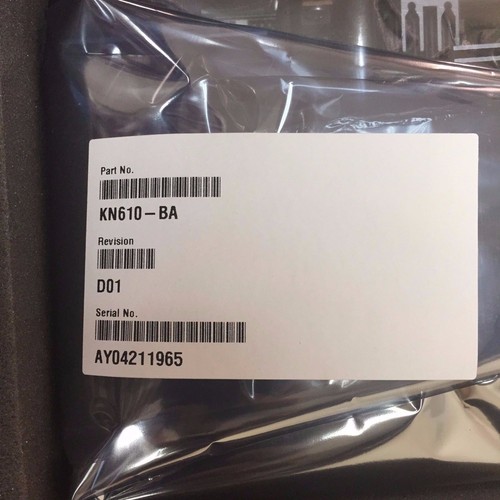 Part No.
KN610-BA
Revision
D01
Serial No.
AY04211965